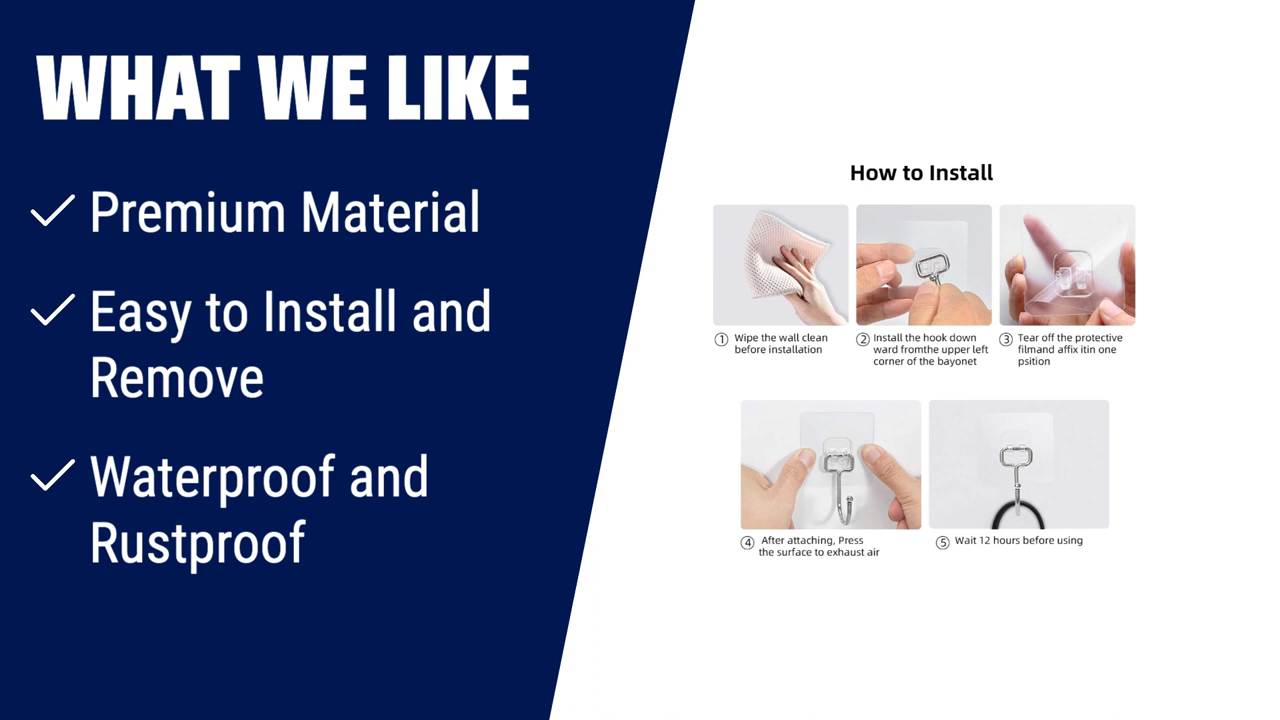 WHAT WE LIKE
Premium Material
Easy to Install and
Remove
Waterproof and
Rustproof
How to Install
① Wipe the wall clean
before installation
② Install the hook down
ward fromthe upper left
corner of the bayonet
③ Tear off the protective
filmand affix itin one
psition
④ After attaching, Press
the surface to exhaust air
⑤ Wait 12 hours before using